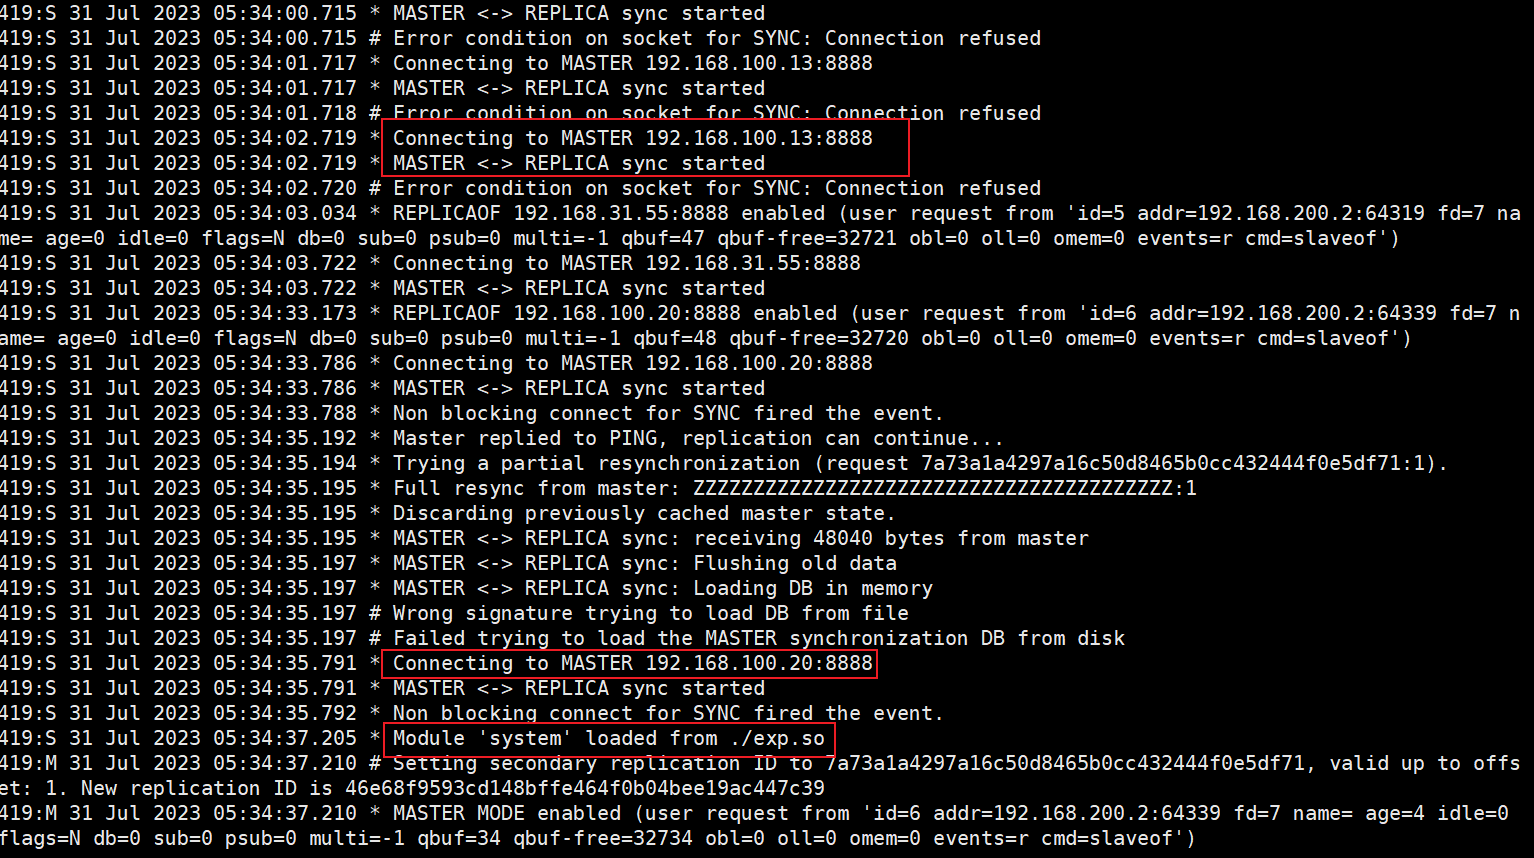 419:S 31 Jul 2023 05:34:00.715 * MASTER <-> REPLICA sync started
419:S 31 Jul 2023 05:34:00.715 # Error condition on socket for SYNC: Connection refused
419:S 31 Jul 2023 05:34:01.717 * Connecting to MASTER 192.168.100.13:8888
419:S 31 Jul 2023 05:34:01.717 * MASTER <-> REPLICA sync started
419:S 31 Jul 2023 05:34:01.718 # Error condition on socket for SYNC: Connection refused
419:S 31 Jul 2023 05:34:02.719 * Connecting to MASTER 192.168.100.13:8888
419:S 31 Jul 2023 05:34:02.719 * MASTER <-> REPLICA sync started
419:S 31 Jul 2023 05:34:02.720 # Error condition on socket for SYNC: Connection refused
419:S 31 Jul 2023 05:34:03.034 * REPLICAOF 192.168.31.55:8888 enabled (user request from 'id=5 addr=192.168.200.2:64319 fd=7 na
me= age=0 idle=0 flags=N db=0 sub=0 psub=0 multi=-1 qbuf=47 qbuf-free=32721 obl=0 oll=0 omem=0 events=r cmd=slaveof')
419:S 31 Jul 2023 05:34:03.722 * Connecting to MASTER 192.168.31.55:8888
419:S 31 Jul 2023 05:34:03.722 * MASTER <-> REPLICA sync started
419:S 31 Jul 2023 05:34:33.173 * REPLICAOF 192.168.100.20:8888 enabled (user request from 'id=6 addr=192.168.200.2:64339 fd=7 n
ame= age=0 idle=0 flags=N db=0 sub=0 psub=0 multi=-1 qbuf=48 qbuf-free=32720 obl=0 oll=0 omem=0 events=r cmd=slaveof')
419:S 31 Jul 2023 05:34:33.786 * Connecting to MASTER 192.168.100.20:8888
419:S 31 Jul 2023 05:34:33.786 * MASTER <-> REPLICA sync started
419:S 31 Jul 2023 05:34:33.788 * Non blocking connect for SYNC fired the event.
419:S 31 Jul 2023 05:34:35.192 * Master replied to PING, replication can continue...
419:S 31 Jul 2023 05:34:35.194 * Trying a partial resynchronization (request 7a73a1a4297a16c50d8465b0cc432444f0e5df71:1).
419:S 31 Jul 2023 05:34:35.195 * Full resync from master: ZZZZZZZZZZZZZZZZZZZZZZZZZZZZZZZZZZZZZZZZ:1
419:S 31 Jul 2023 05:34:35.195 * Discarding previously cached master state.
419:S 31 Jul 2023 05:34:35.195 * MASTER <-> REPLICA sync: receiving 48040 bytes from master
419:S 31 Jul 2023 05:34:35.197 * MASTER <-> REPLICA sync: Flushing old data
419:S 31 Jul 2023 05:34:35.197 * MASTER <-> REPLICA sync: Loading DB in memory
419:S 31 Jul 2023 05:34:35.197 # Wrong signature trying to load DB from file
419:S 31 Jul 2023 05:34:35.197 # Failed trying to load the MASTER synchronization DB from disk
419:S 31 Jul 2023 05:34:35.791 * Connecting to MASTER 192.168.100.20:8888
419:S 31 Jul 2023 05:34:35.791 * MASTER <-> REPLICA sync started
419:S 31 Jul 2023 05:34:35.792 * Non blocking connect for SYNC fired the event.
419:S 31 Jul 2023 05:34:37.205 * Module 'system' loaded from ./exp.so
419:M 31 Jul 2023 05:34:37.210 # Setting secondary replication ID to 7a73a1a4297a16c50d8465b0cc432444f0e5df71, valid up to offs
et: 1. New replication ID is 46e68f9593cd148bffe464f0b04bee19ac447c39
419:M 31 Jul 2023 05:34:37.210 * MASTER MODE enabled (user request from 'id=6 addr=192.168.200.2:64339 fd=7 name= age=4 idle=0
flags=N db=0 sub=0 psub=0 multi=-1 qbuf=34 qbuf-free=32734 obl=0 oll=0 omem=0 events=r cmd=slaveof')